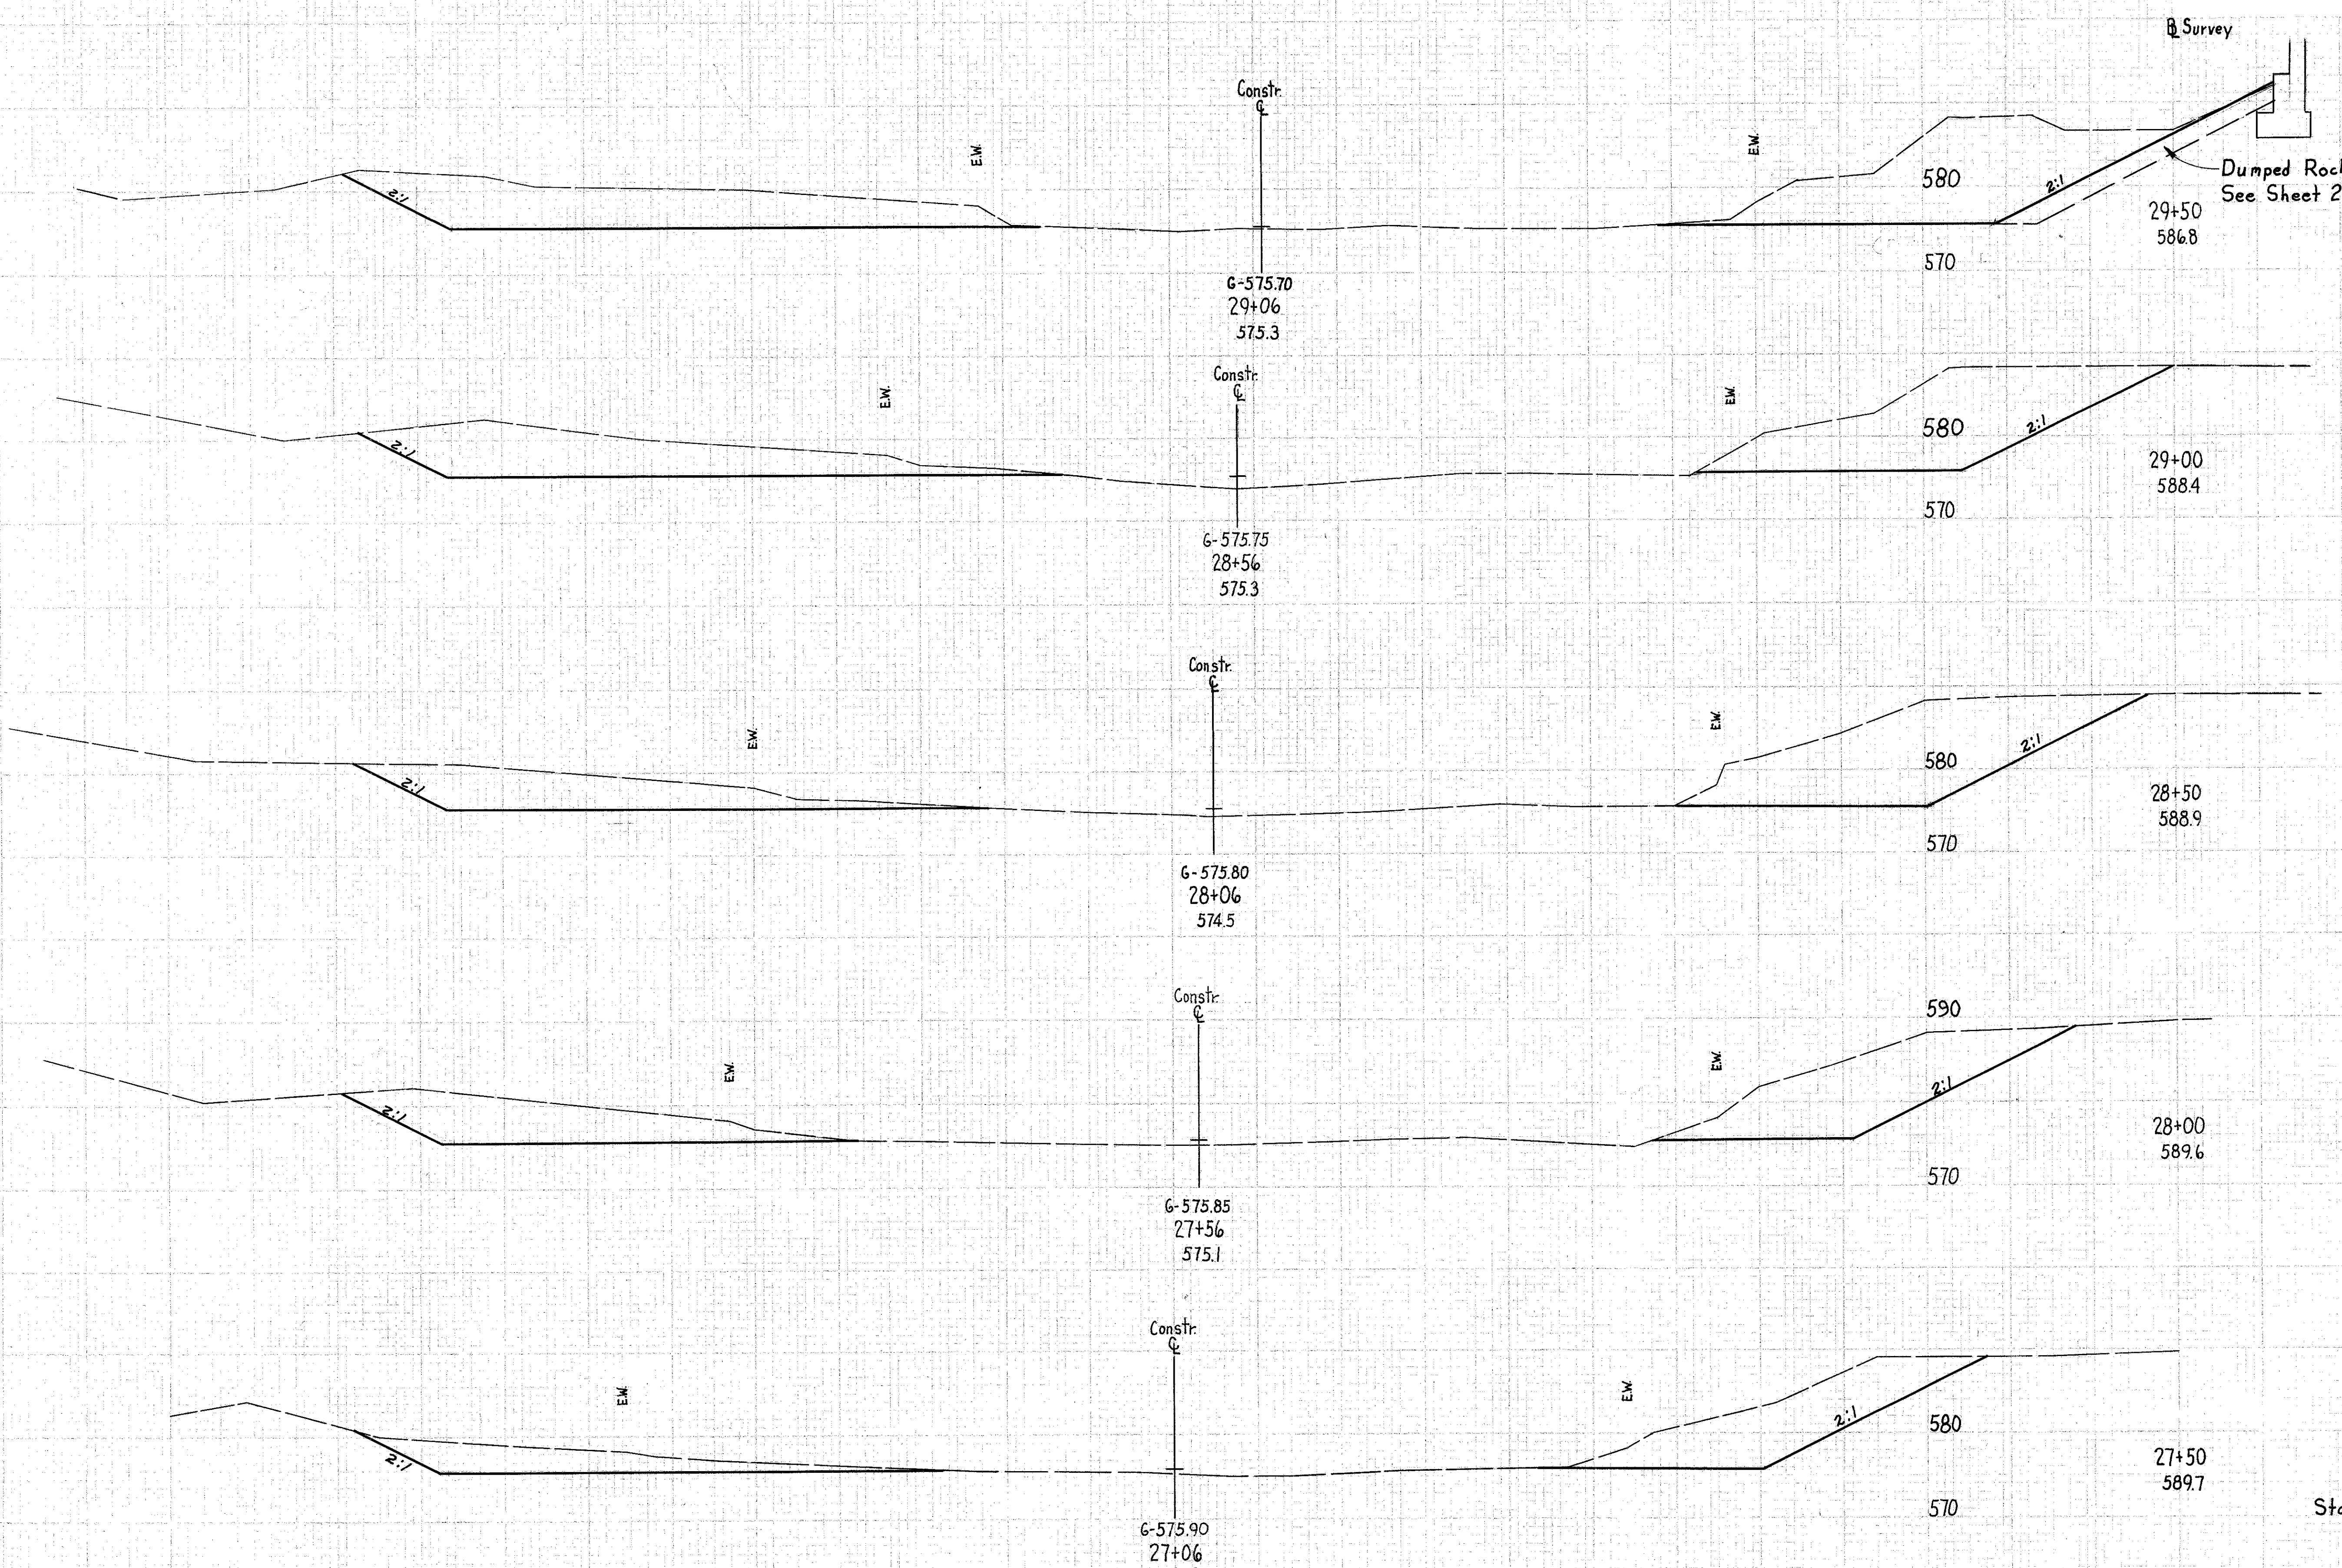 ℄ Survey
Constr.
℄
E.W.
E.W.
2:1
2:1
580
Dumped Roc
See Sheet 2
29+50
586.8
570
G-575.70
29+06
575.3
Constr.
℄
E.W.
E.W.
2:1
2:1
580
29+00
588.4
570
G-575.75
28+56
575.3
Constr.
℄
E.W.
E.W.
2:1
2:1
580
28+50
588.9
570
G-575.80
28+06
574.5
Constr.
℄
590
E.W.
E.W.
2:1
2:1
28+00
589.6
570
G-575.85
27+56
575.1
Constr.
℄
E.W.
E.W.
2:1
2:1
580
27+50
589.7
570
Sta
G-575.90
27+06